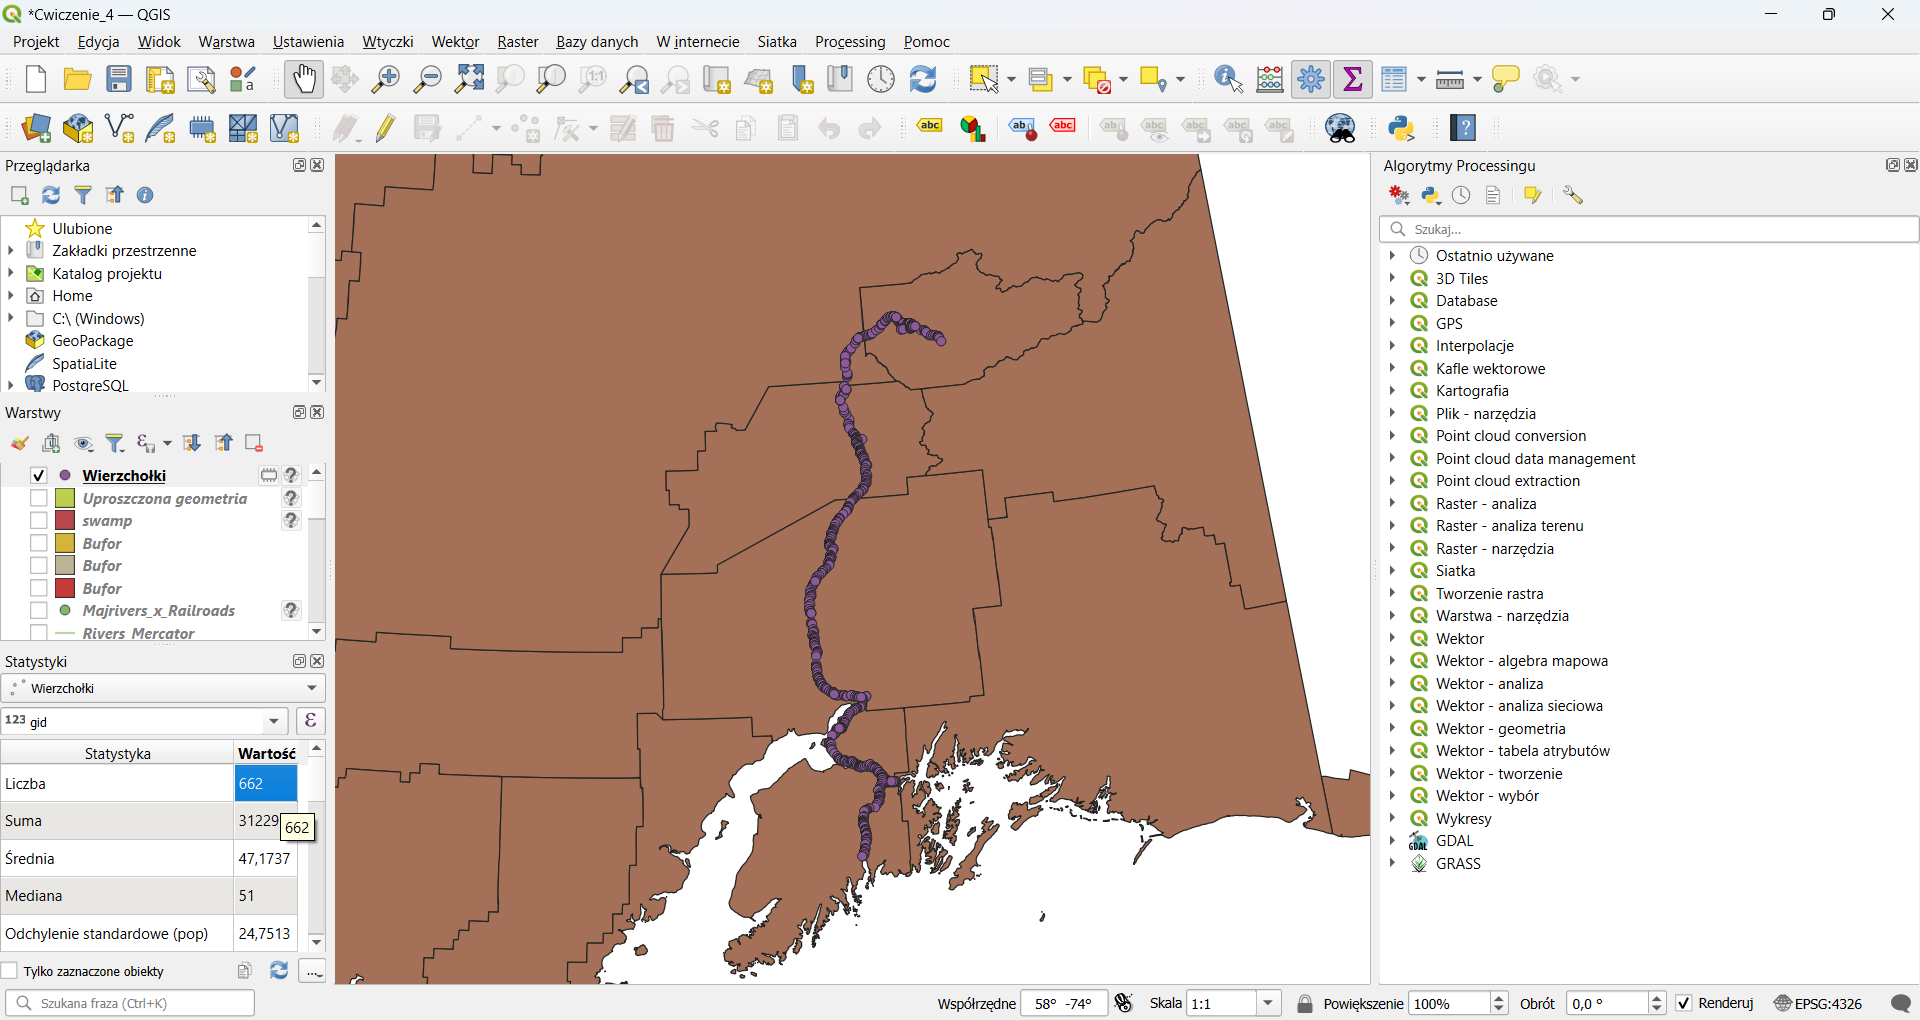 *Cwiczenie_4 — QGIS
Projekt Edycja Widok Warstwa Ustawienia Wtyczki Wektor Raster Bazy danych W internecie Siatka Processing Pomoc
Przeglądarka
Ulubione
Zakładki przestrzenne
Katalog projektu
Home
C:\ (Windows)
GeoPackage
SpatiaLite
PostgreSQL
Warstwy
Wierzchołki
Uproszczona geometria
swamp
Bufor
Bufor
Bufor
Majrivers_x_Railroads
Rivers Mercator
Statystyki
Wierzchołki
123 gid
Statystyka Wartość
Liczba 662
Suma 31229
662
Średnia 47,1737
Mediana 51
Odchylenie standardowe (pop) 24,7513
Tylko zaznaczone obiekty
Szukana fraza (Ctrl+K)
Algorytmy Processingu
Szukaj...
Ostatnio używane
3D Tiles
Database
GPS
Interpolacje
Kafle wektorowe
Kartografia
Plik - narzędzia
Point cloud conversion
Point cloud data management
Point cloud extraction
Raster - analiza
Raster - analiza terenu
Raster - narzędzia
Siatka
Tworzenie rastra
Warstwa - narzędzia
Wektor
Wektor - algebra mapowa
Wektor - analiza
Wektor - analiza sieciowa
Wektor - geometria
Wektor - tabela atrybutów
Wektor - tworzenie
Wektor - wybór
Wykresy
GDAL
GRASS
Współrzędne 58° -74° Skala 1:1 Powiększenie 100% Obrót 0,0 ° Renderuj EPSG:4326